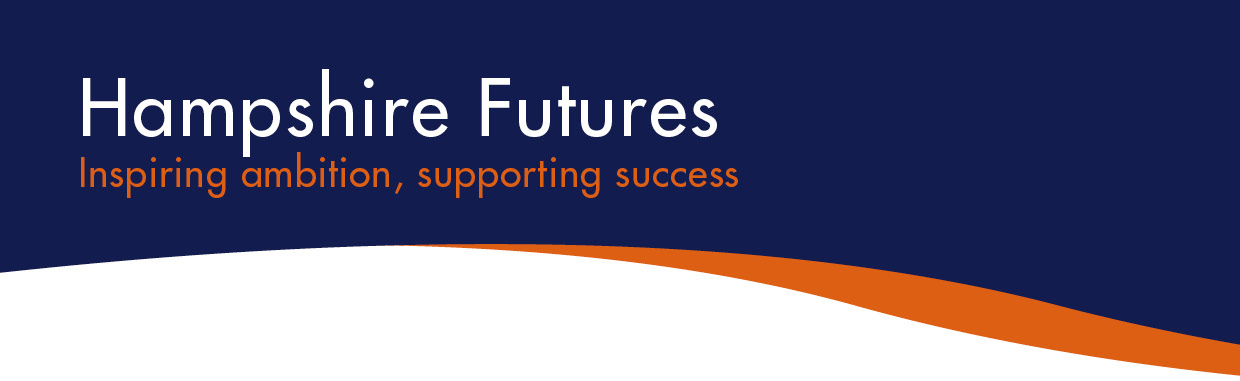 Hampshire Futures
Inspiring ambition, supporting success